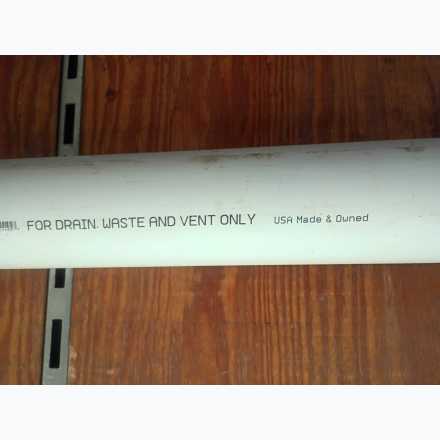 FOR DRAIN, WASTE AND VENT ONLY USA Made & Owned